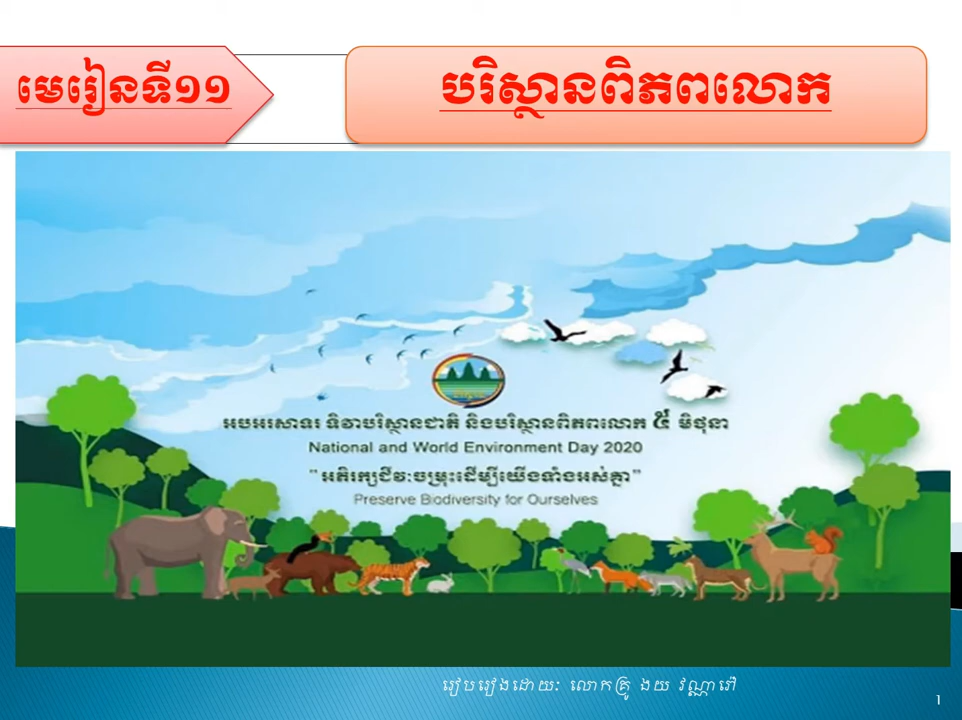 មេរៀនទី១១
បរិស្ថានពិភពលោក
អបអរសាទរ ទិវាបរិស្ថានជាតិ និងបរិស្ថានពិភពលោក ៥ មិថុនា
National and World Environment Day 2020
"អភិរក្សជីវៈចម្រុះដើម្បីយើងទាំងអស់គ្នា"
Preserve Biodiversity for Ourselves
រៀបរៀងដោយៈ លោកគ្រូ ងយ វណ្ណារៅ
1